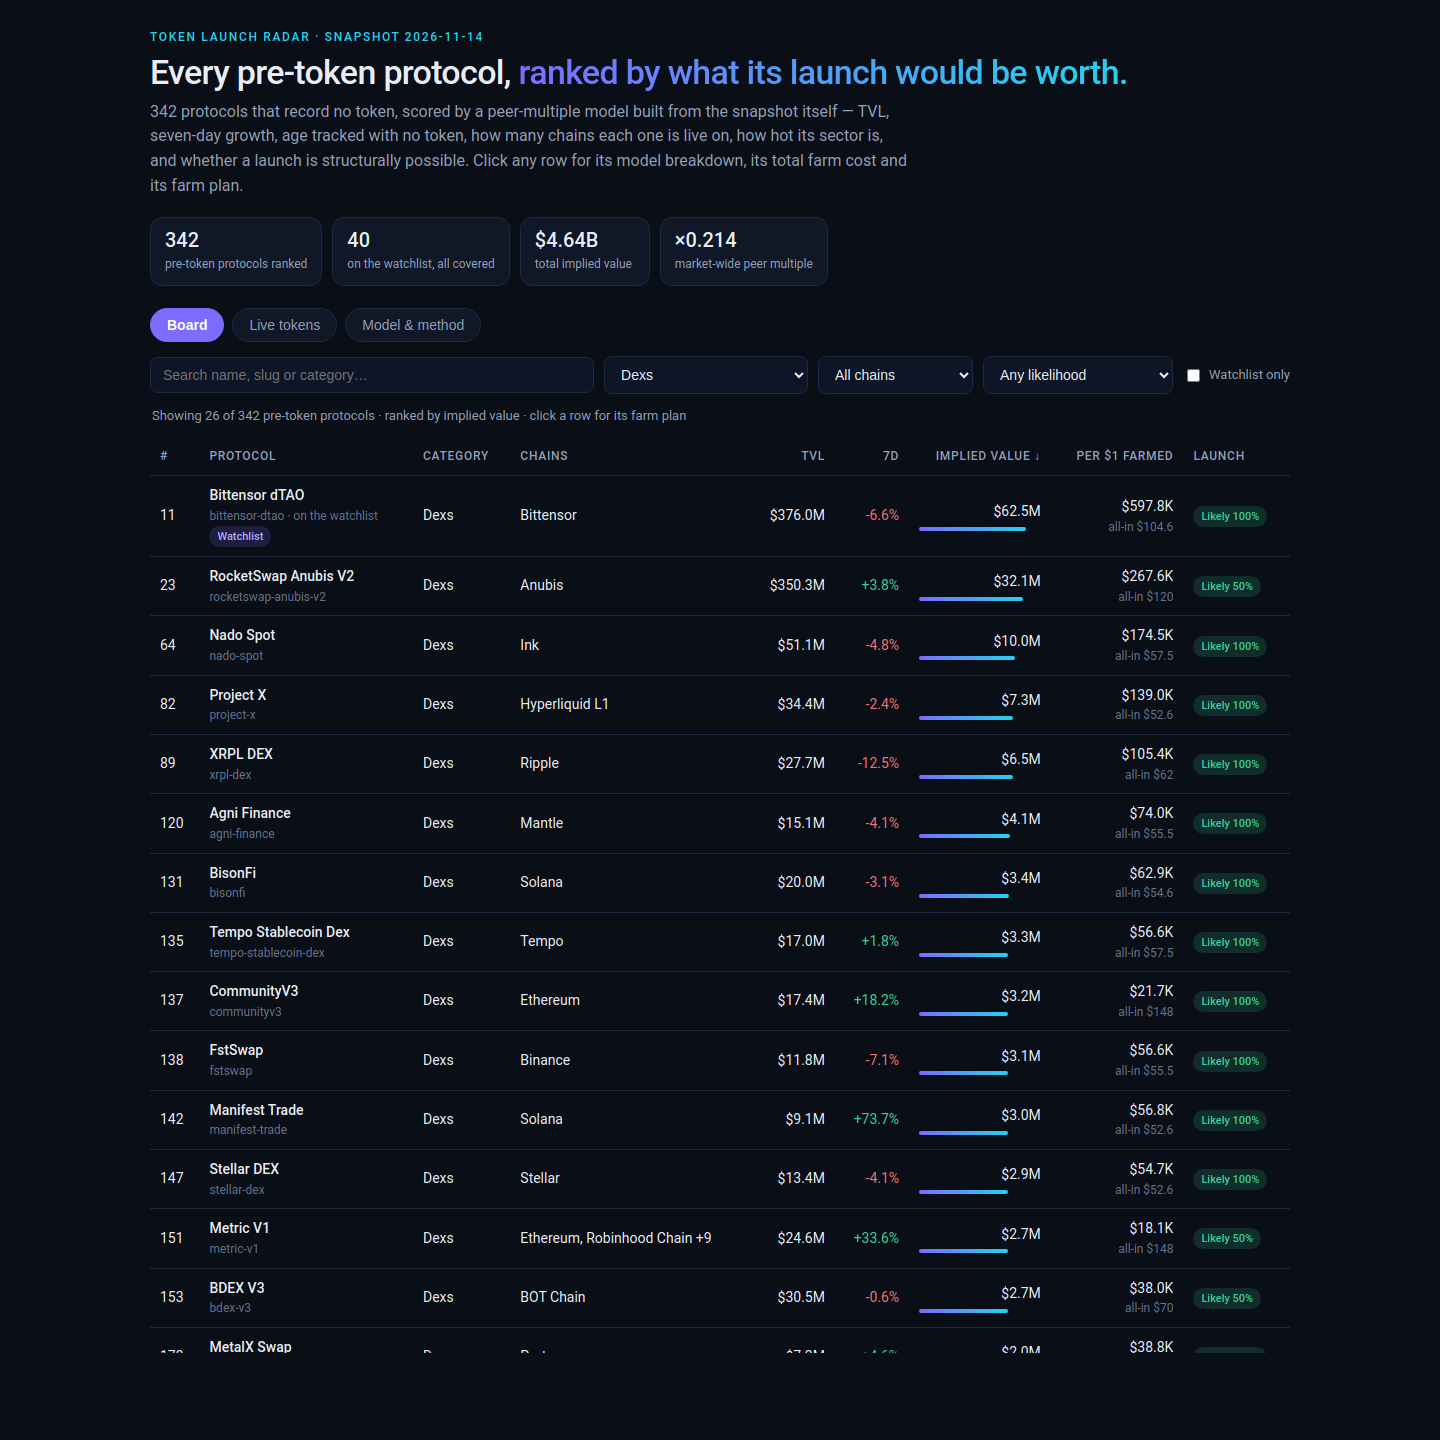 TOKEN LAUNCH RADAR · SNAPSHOT 2026-11-14
Every pre-token protocol, ranked by what its launch would be worth.
342 protocols that record no token, scored by a peer-multiple model built from the snapshot itself — TVL,
seven-day growth, age tracked with no token, how many chains each one is live on, how hot its sector is,
and whether a launch is structurally possible. Click any row for its model breakdown, its total farm cost and
its farm plan.
342
pre-token protocols ranked
40
on the watchlist, all covered
$4.64B
total implied value
×0.214
market-wide peer multiple
Board Live tokens Model & method
Search name, slug or category… Dexs All chains Any likelihood Watchlist only
Showing 26 of 342 pre-token protocols · ranked by implied value · click a row for its farm plan
# PROTOCOL CATEGORY CHAINS TVL 7D IMPLIED VALUE ↓ PER $1 FARMED LAUNCH
11 Bittensor dTAO Dexs Bittensor $376.0M -6.6% $62.5M $597.8K Likely 100%
bittensor-dtao · on the watchlist all-in $104.6
Watchlist
23 RocketSwap Anubis V2 Dexs Anubis $350.3M +3.8% $32.1M $267.6K Likely 50%
rocketswap-anubis-v2 all-in $120
64 Nado Spot Dexs Ink $51.1M -4.8% $10.0M $174.5K Likely 100%
nado-spot all-in $57.5
82 Project X Dexs Hyperliquid L1 $34.4M -2.4% $7.3M $139.0K Likely 100%
project-x all-in $52.6
89 XRPL DEX Dexs Ripple $27.7M -12.5% $6.5M $105.4K Likely 100%
xrpl-dex all-in $62
120 Agni Finance Dexs Mantle $15.1M -4.1% $4.1M $74.0K Likely 100%
agni-finance all-in $55.5
131 BisonFi Dexs Solana $20.0M -3.1% $3.4M $62.9K Likely 100%
bisonfi all-in $54.6
135 Tempo Stablecoin Dex Dexs Tempo $17.0M +1.8% $3.3M $56.6K Likely 100%
tempo-stablecoin-dex all-in $57.5
137 CommunityV3 Dexs Ethereum $17.4M +18.2% $3.2M $21.7K Likely 100%
communityv3 all-in $148
138 FstSwap Dexs Binance $11.8M -7.1% $3.1M $56.6K Likely 100%
fstswap all-in $55.5
142 Manifest Trade Dexs Solana $9.1M +73.7% $3.0M $56.8K Likely 100%
manifest-trade all-in $52.6
147 Stellar DEX Dexs Stellar $13.4M -4.1% $2.9M $54.7K Likely 100%
stellar-dex all-in $52.6
151 Metric V1 Dexs Ethereum, Robinhood Chain +9 $24.6M +33.6% $2.7M $18.1K Likely 50%
metric-v1 all-in $148
153 BDEX V3 Dexs BOT Chain $30.5M -0.6% $2.7M $38.0K Likely 50%
bdex-v3 all-in $70
MetalX Swap $2.0M $38.8K